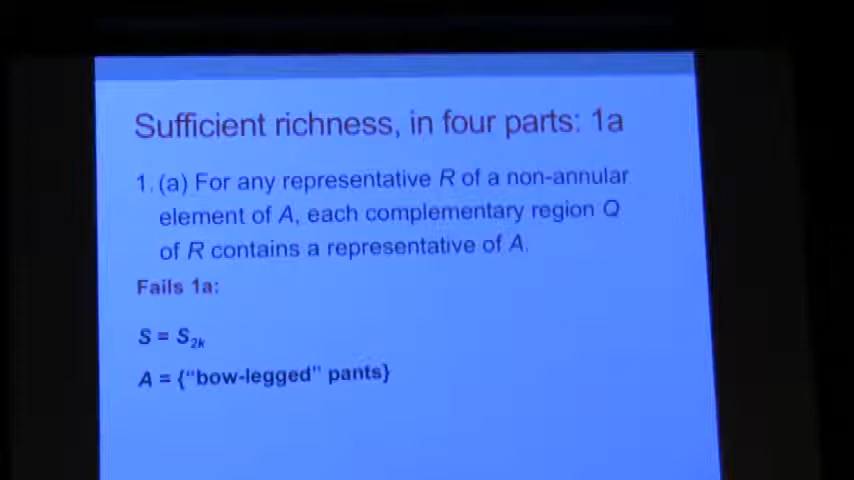 Sufficient richness, in four parts: 1a
1. (a) For any representative R of a non-annular
element of A, each complementary region Q
of R contains a representative of A.
Fails 1a:
S = S2k
A = {“bow-legged” pants}